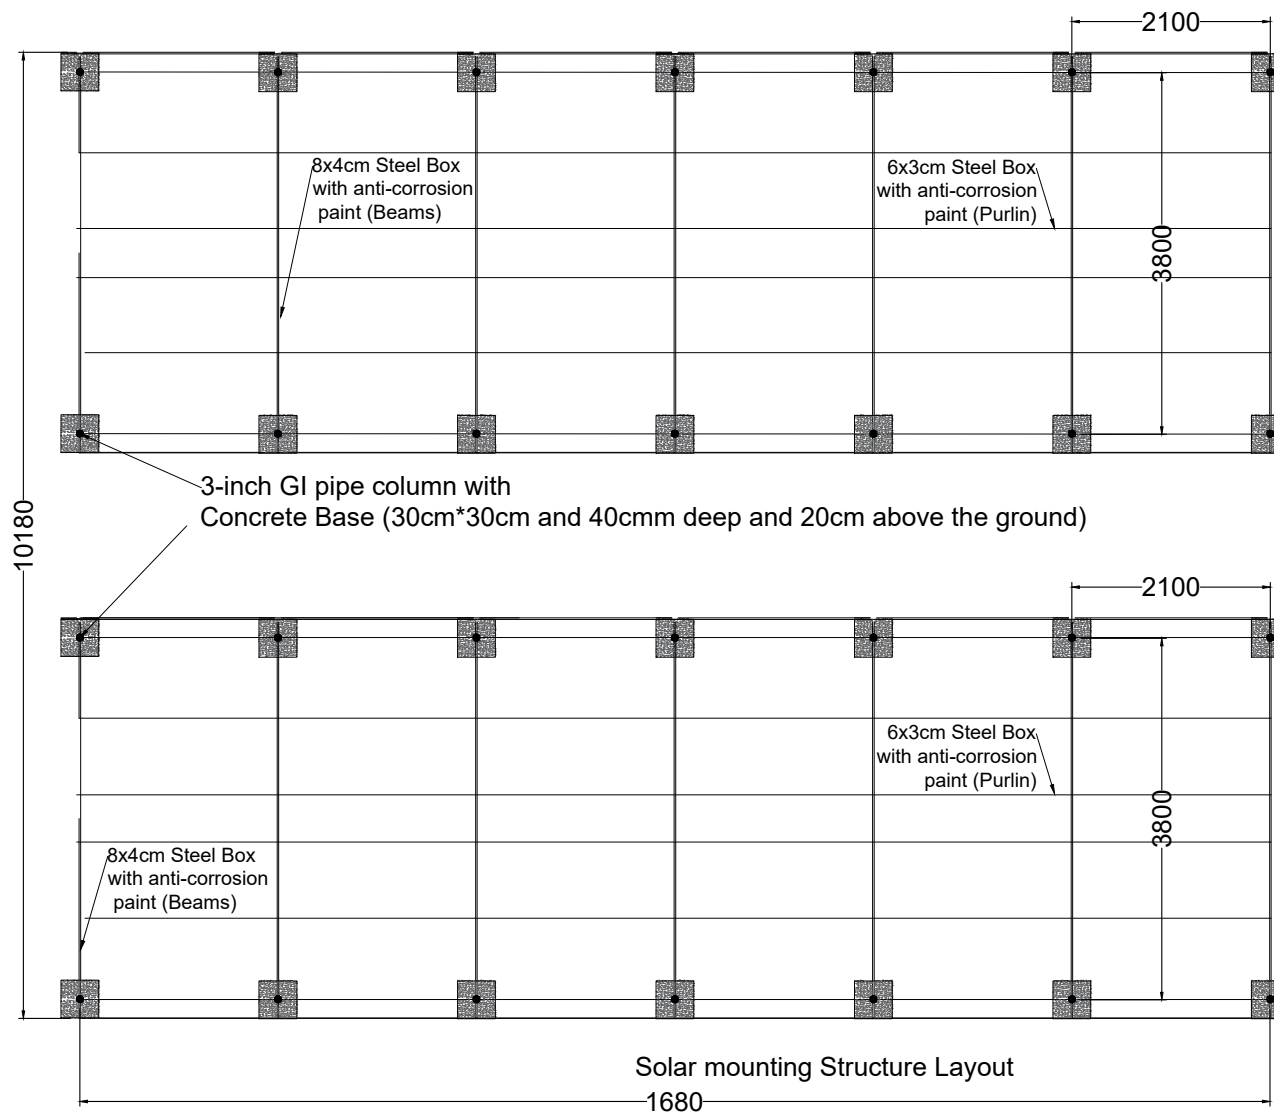 2100
8x4cm Steel Box
with anti-corrosion
paint (Beams)
6x3cm Steel Box
with anti-corrosion
paint (Purlin)
3800
3-inch GI pipe column with
Concrete Base (30cm*30cm and 40cmm deep and 20cm above the ground)
10180
2100
6x3cm Steel Box
with anti-corrosion
paint (Purlin)
3800
8x4cm Steel Box
with anti-corrosion
paint (Beams)
Solar mounting Structure Layout
1680